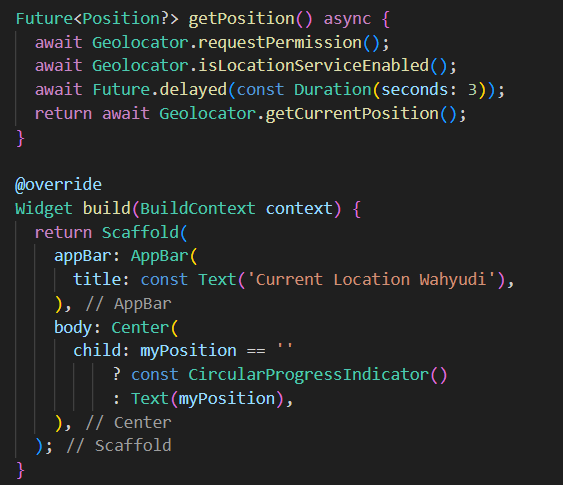 Future<Position?> getPosition() async {
  await Geolocator.requestPermission();
  await Geolocator.isLocationServiceEnabled();
  await Future.delayed(const Duration(seconds: 3));
  return await Geolocator.getCurrentPosition();
}

@override
Widget build(BuildContext context) {
  return Scaffold(
    appBar: AppBar(
      title: const Text('Current Location Wahyudi'),
    ), // AppBar
    body: Center(
      child: myPosition == ''
          ? const CircularProgressIndicator()
          : Text(myPosition),
    ), // Center
  ); // Scaffold
}